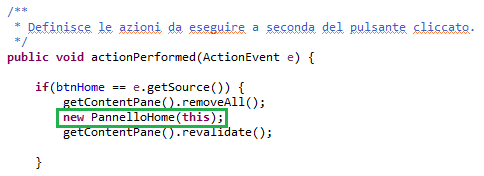 /**
 * Definisce le azioni da eseguire a seconda del pulsante cliccato.
 */
public void actionPerformed(ActionEvent e) {
if(btnHome == e.getSource()) {
getContentPane().removeAll();
new PannelloHome(this);
getContentPane().revalidate();
}